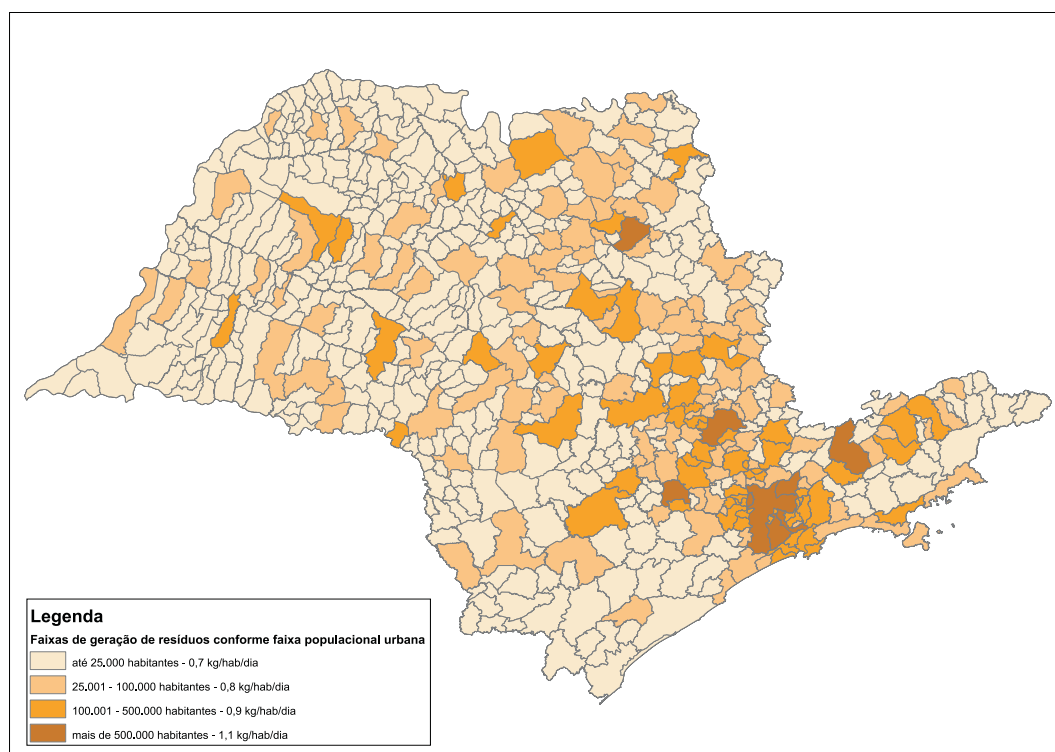 Legenda
Faixas de geração de resíduos conforme faixa populacional urbana
até 25.000 habitantes - 0,7 kg/hab/dia
25.001 - 100.000 habitantes - 0,8 kg/hab/dia
100.001 - 500.000 habitantes - 0,9 kg/hab/dia
mais de 500.000 habitantes - 1,1 kg/hab/dia